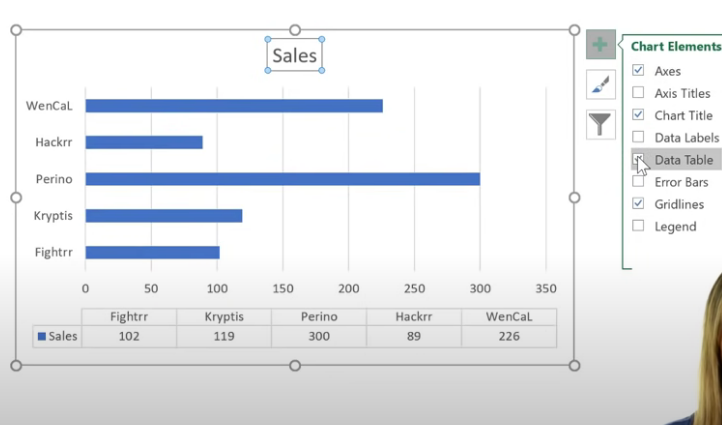 Sales
WenCaL
Hackrr
Perino
Kryptis
Fightrr
0 50 100 150 200 250 300 350
Fightrr Kryptis Perino Hackrr WenCaL
Sales 102 119 300 89 226
Chart Elements
Axes
Axis Titles
Chart Title
Data Labels
Data Table
Error Bars
Gridlines
Legend